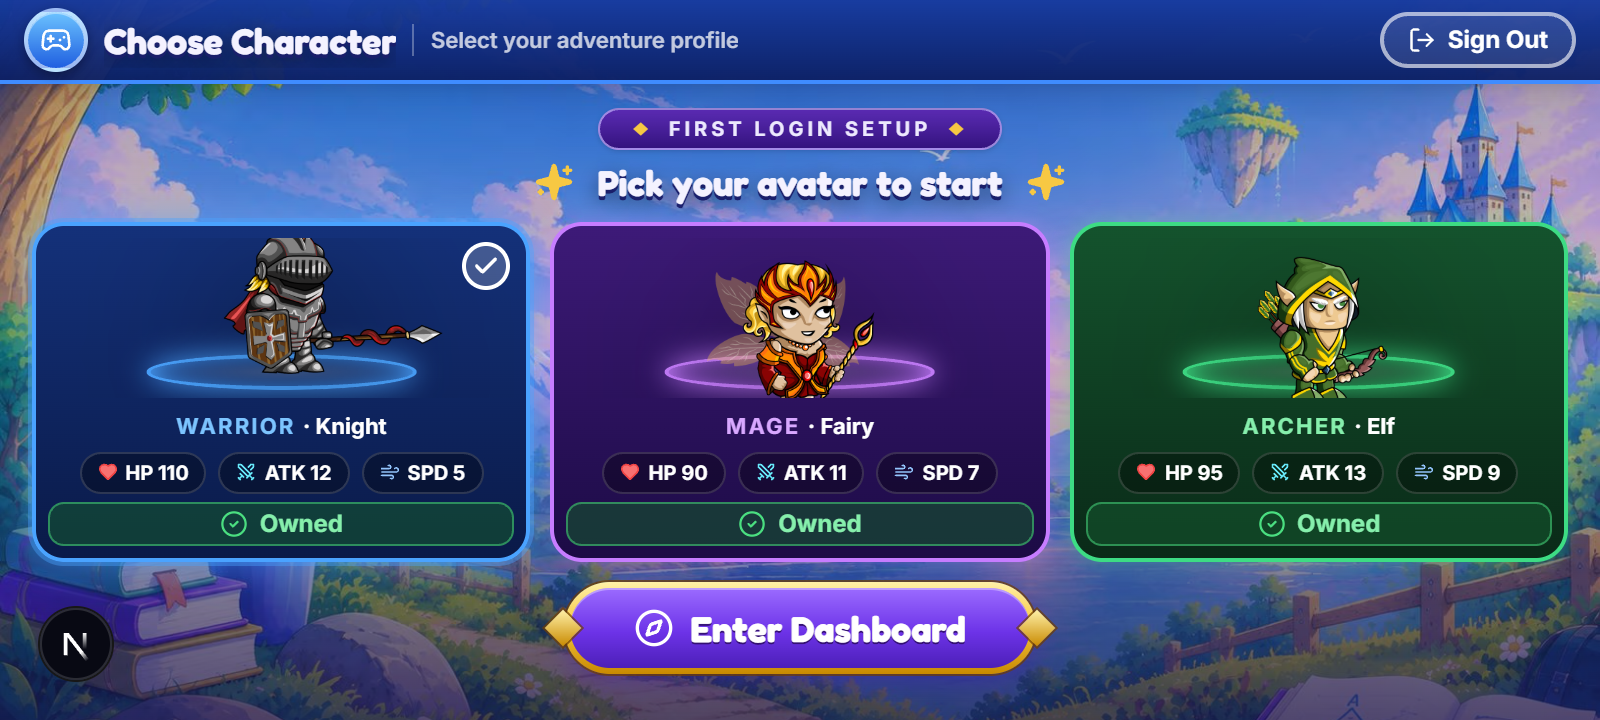 Choose Character
Select your adventure profile
Sign Out
FIRST LOGIN SETUP
Pick your avatar to start
WARRIOR · Knight
HP 110
ATK 12
SPD 5
Owned
MAGE · Fairy
HP 90
ATK 11
SPD 7
Owned
ARCHER · Elf
HP 95
ATK 13
SPD 9
Owned
Enter Dashboard
N
A